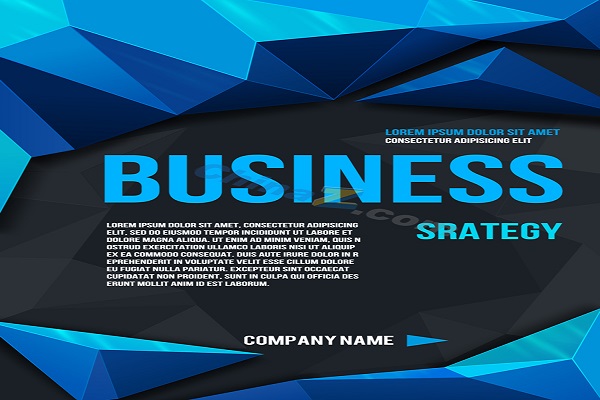 LOREM IPSUM DOLOR SIT AMET
CONSECTETUR ADIPISICING ELIT
BUSINESS
SRATEGY
LOREM IPSUM DOLOR SIT AMET, CONSECTETUR ADIPISICING
ELIT, SED DO EIUSMOD TEMPOR INCIDIDUNT UT LABORE ET
DOLORE MAGNA ALIQUA. UT ENIM AD MINIM VENIAM, QUIS N
OSTRUD EXERCITATION ULLAMCO LABORIS NISI UT ALIQUIP
EX EA COMMODO CONSEQUAT. DUIS AUTE IRURE DOLOR IN R
EPREHENDERIT IN VOLUPTATE VELIT ESSE CILLUM DOLORE
EU FUGIAT NULLA PARIATUR. EXCEPTEUR SINT OCCAECAT
CUPIDATAT NON PROIDENT, SUNT IN CULPA QUI OFFICIA DES
ERUNT MOLLIT ANIM ID EST LABORUM.
COMPANY NAME